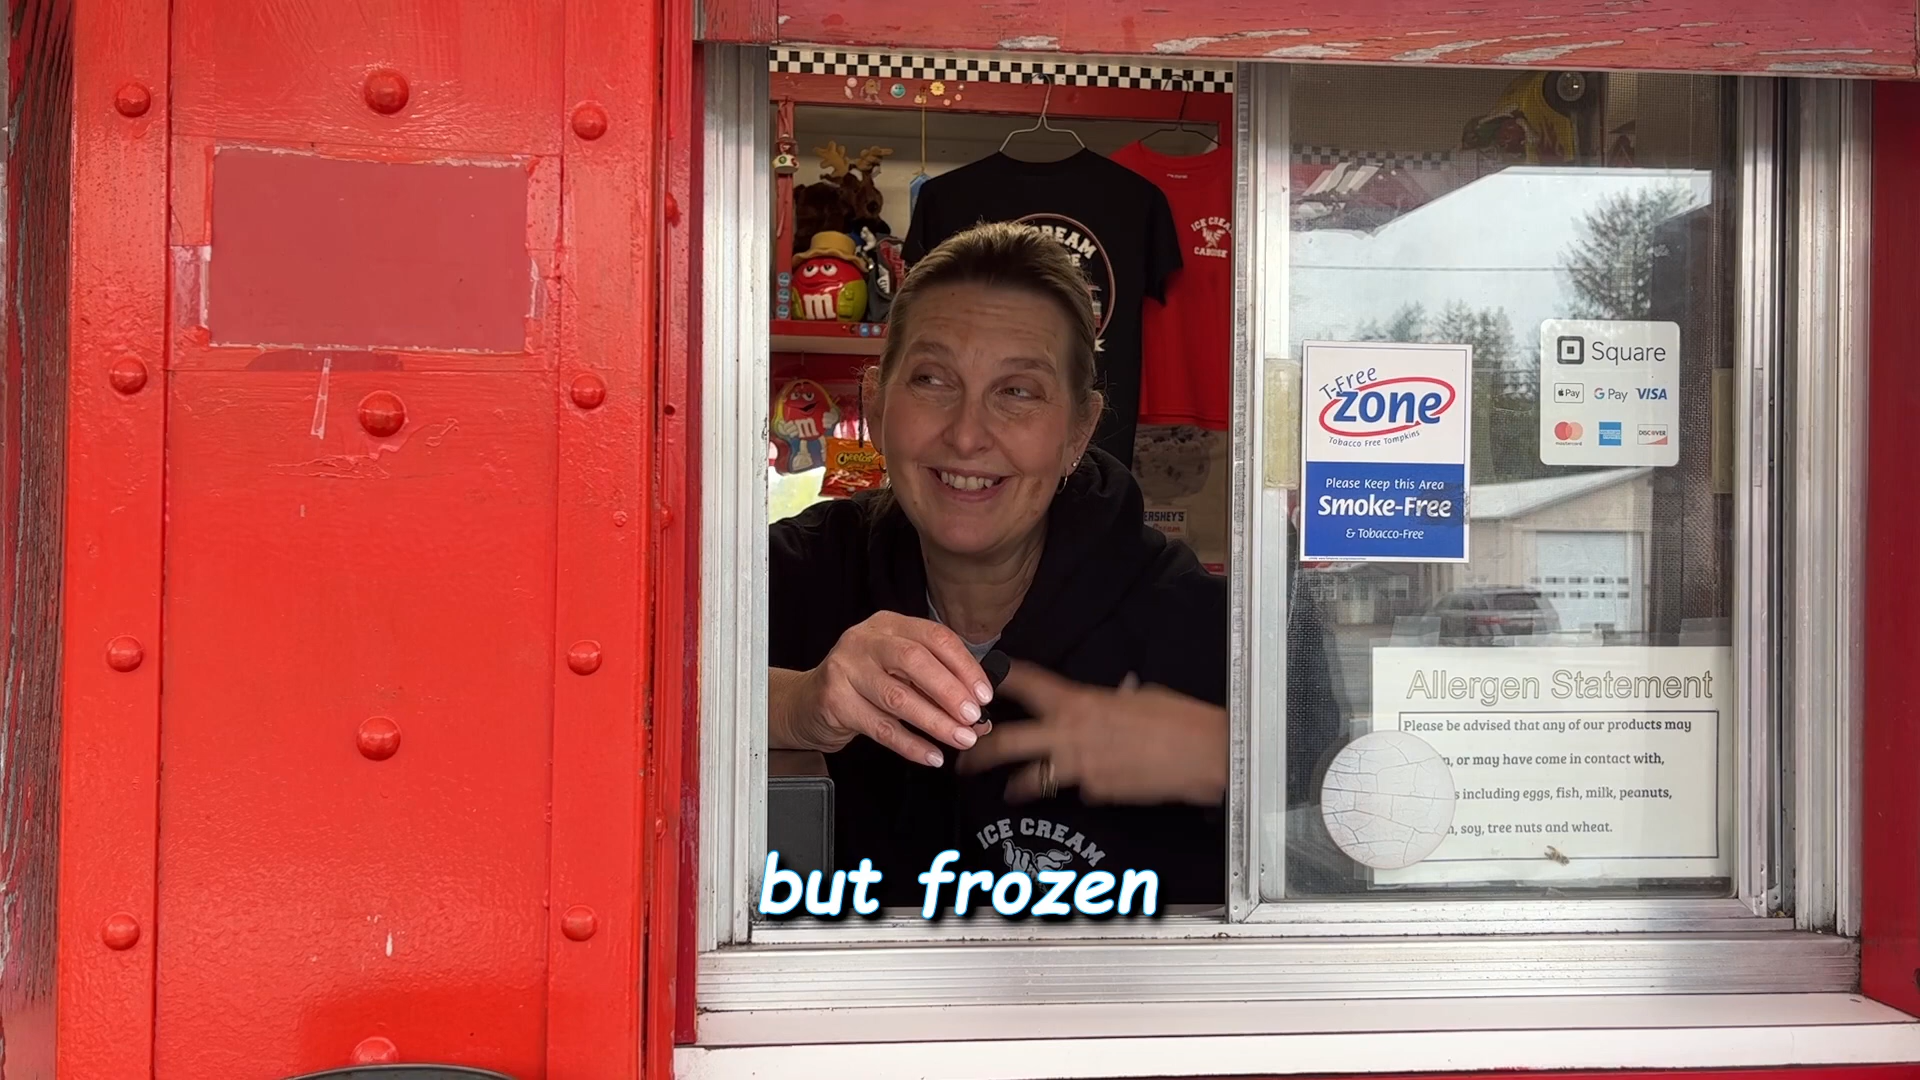 CREAM
ICE CREAM
CABOOSE
m
m
Cheetos
T-Free
zone
Tobacco Free Tompkins
Please Keep this Area
Smoke-Free
& Tobacco-Free
Square
Pay
G Pay
VISA
mastercard
DISCOVER
Allergen Statement
Please be advised that any of our products may
or may have come in contact with,
including eggs, fish, milk, peanuts,
soy, tree nuts and wheat.
ICE CREAM
but frozen